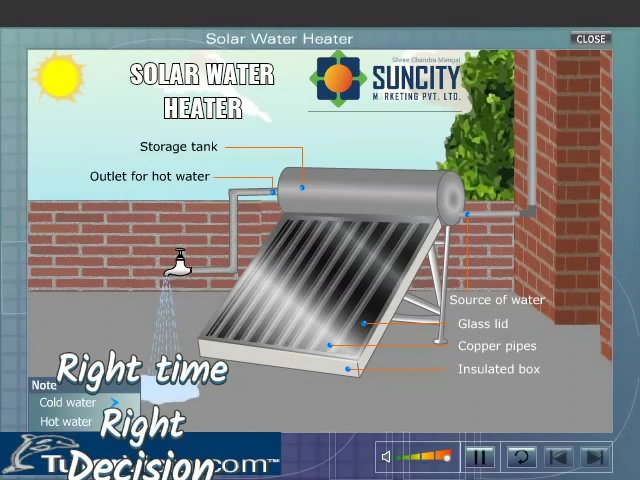 Solar Water Heater
CLOSE
SOLAR WATER
HEATER
Shree Chandra Mangal
SUNCITY
MARKETING PVT. LTD.
Storage tank
Outlet for hot water
Source of water
Glass lid
Copper pipes
Insulated box
Right time
Note
Cold water
Right
Hot water
Decision
.com™